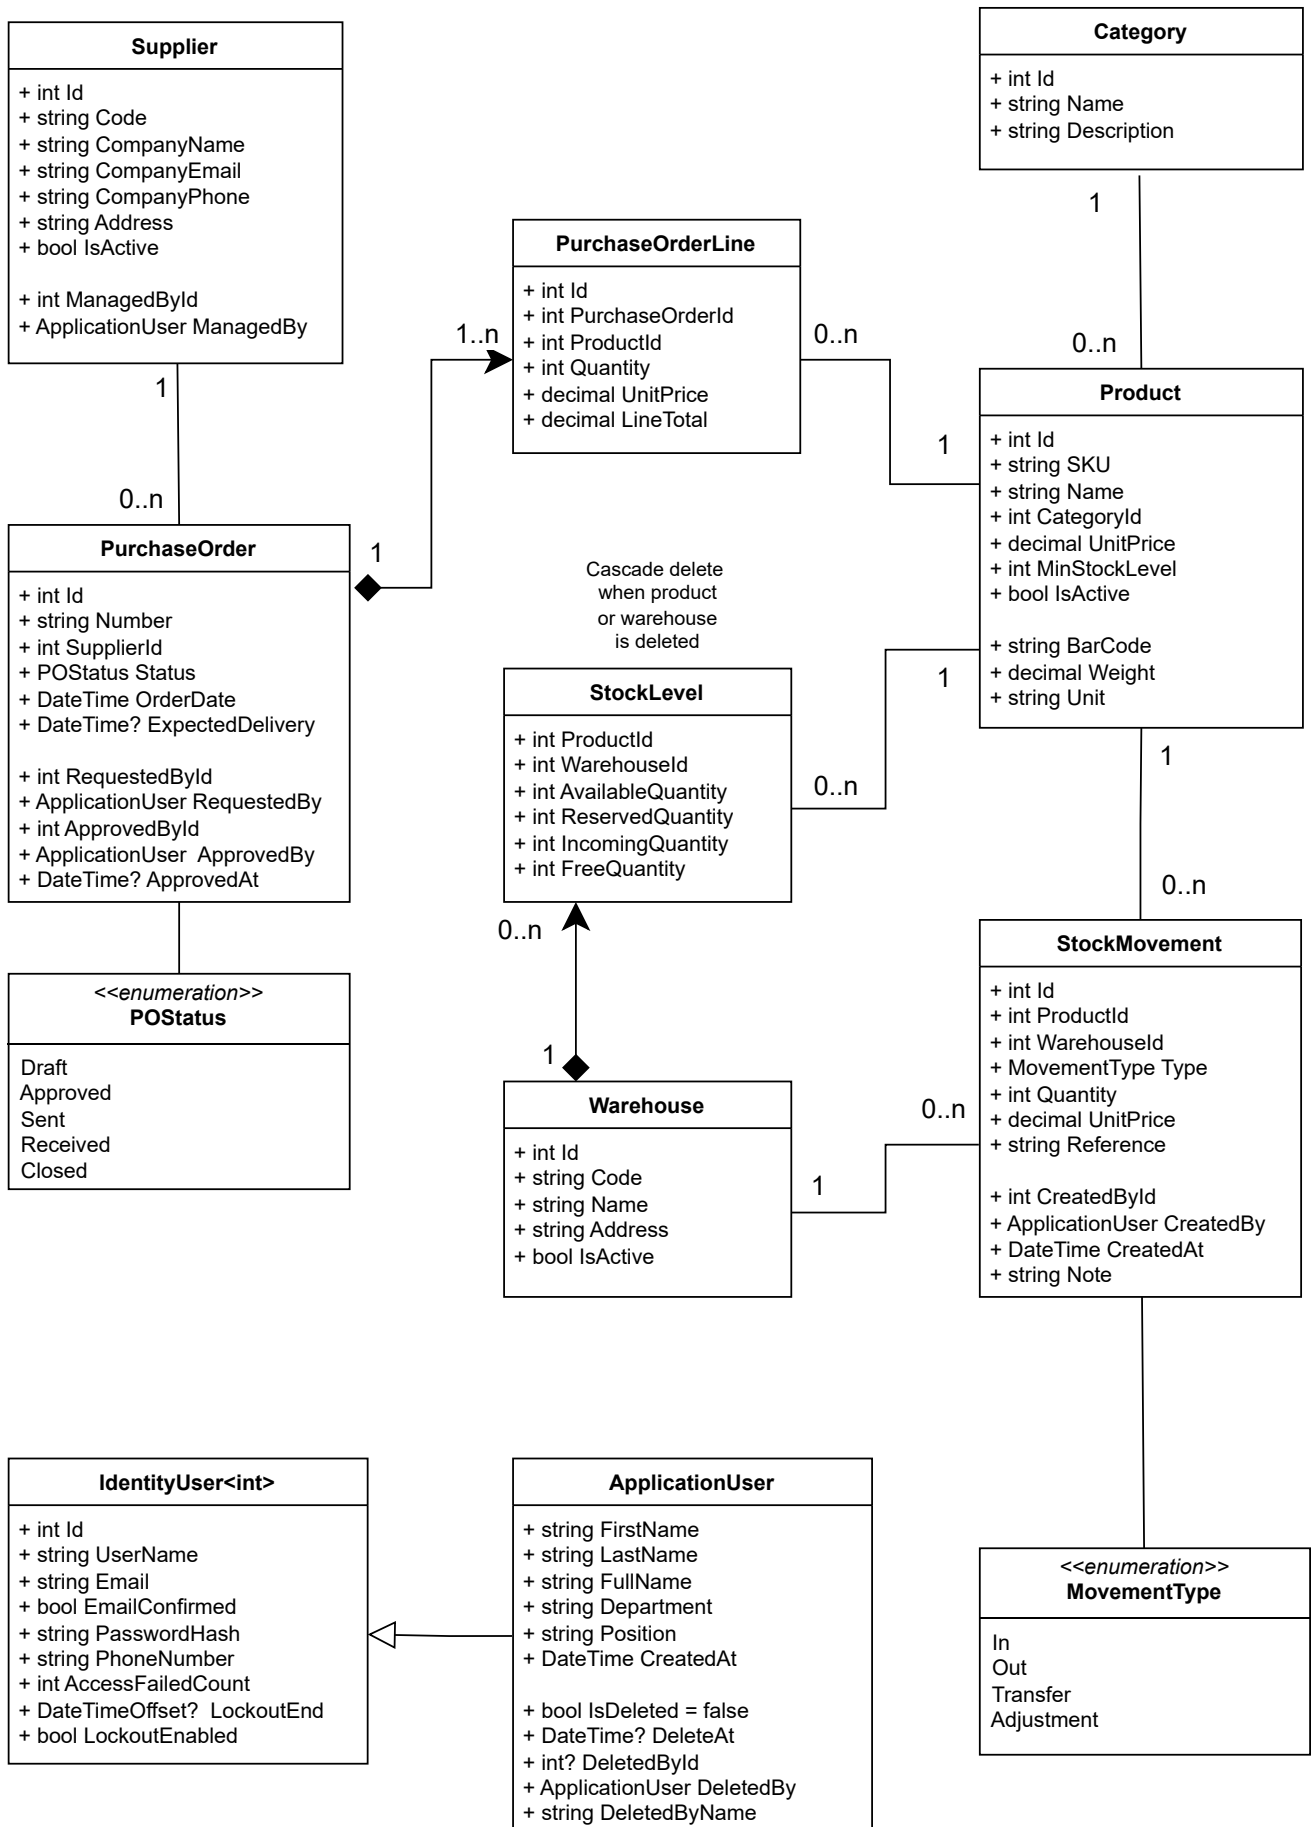 Supplier
+ int Id
+ string Code
+ string CompanyName
+ string CompanyEmail
+ string CompanyPhone
+ string Address
+ bool IsActive
+ int ManagedById
+ ApplicationUser ManagedBy
1
0..n
PurchaseOrder
+ int Id
+ string Number
+ int SupplierId
+ POStatus Status
+ DateTime OrderDate
+ DateTime? ExpectedDelivery
+ int RequestedById
+ ApplicationUser RequestedBy
+ int ApprovedById
+ ApplicationUser  ApprovedBy
+ DateTime? ApprovedAt
<<enumeration>>
POStatus
Draft
Approved
Sent
Received
Closed
1
1..n
PurchaseOrderLine
+ int Id
+ int PurchaseOrderId
+ int ProductId
+ int Quantity
+ decimal UnitPrice
+ decimal LineTotal
0..n
1
Category
+ int Id
+ string Name
+ string Description
1
0..n
Product
+ int Id
+ string SKU
+ string Name
+ int CategoryId
+ decimal UnitPrice
+ int MinStockLevel
+ bool IsActive
+ string BarCode
+ decimal Weight
+ string Unit
Cascade delete
when product
or warehouse
is deleted
StockLevel
+ int ProductId
+ int WarehouseId
+ int AvailableQuantity
+ int ReservedQuantity
+ int IncomingQuantity
+ int FreeQuantity
1
0..n
0..n
1
Warehouse
+ int Id
+ string Code
+ string Name
+ string Address
+ bool IsActive
1
0..n
1
0..n
StockMovement
+ int Id
+ int ProductId
+ int WarehouseId
+ MovementType Type
+ int Quantity
+ decimal UnitPrice
+ string Reference
+ int CreatedById
+ ApplicationUser CreatedBy
+ DateTime CreatedAt
+ string Note
<<enumeration>>
MovementType
In
Out
Transfer
Adjustment
IdentityUser<int>
+ int Id
+ string UserName
+ string Email
+ bool EmailConfirmed
+ string PasswordHash
+ string PhoneNumber
+ int AccessFailedCount
+ DateTimeOffset?  LockoutEnd
+ bool LockoutEnabled
ApplicationUser
+ string FirstName
+ string LastName
+ string FullName
+ string Department
+ string Position
+ DateTime CreatedAt
+ bool IsDeleted = false
+ DateTime? DeleteAt
+ int? DeletedById
+ ApplicationUser DeletedBy
+ string DeletedByName